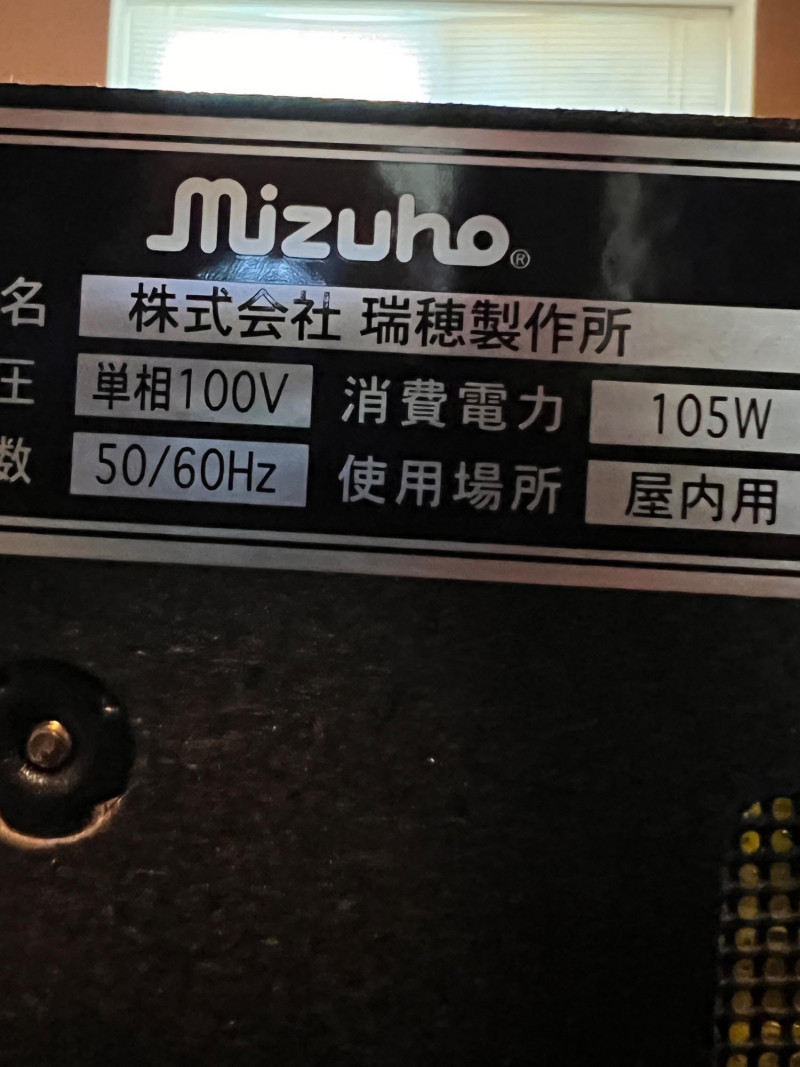 mizuho®
名 株式会社 瑞穂製作所
圧 単相100V 消費電力 105W
数 50/60Hz 使用場所 屋内用